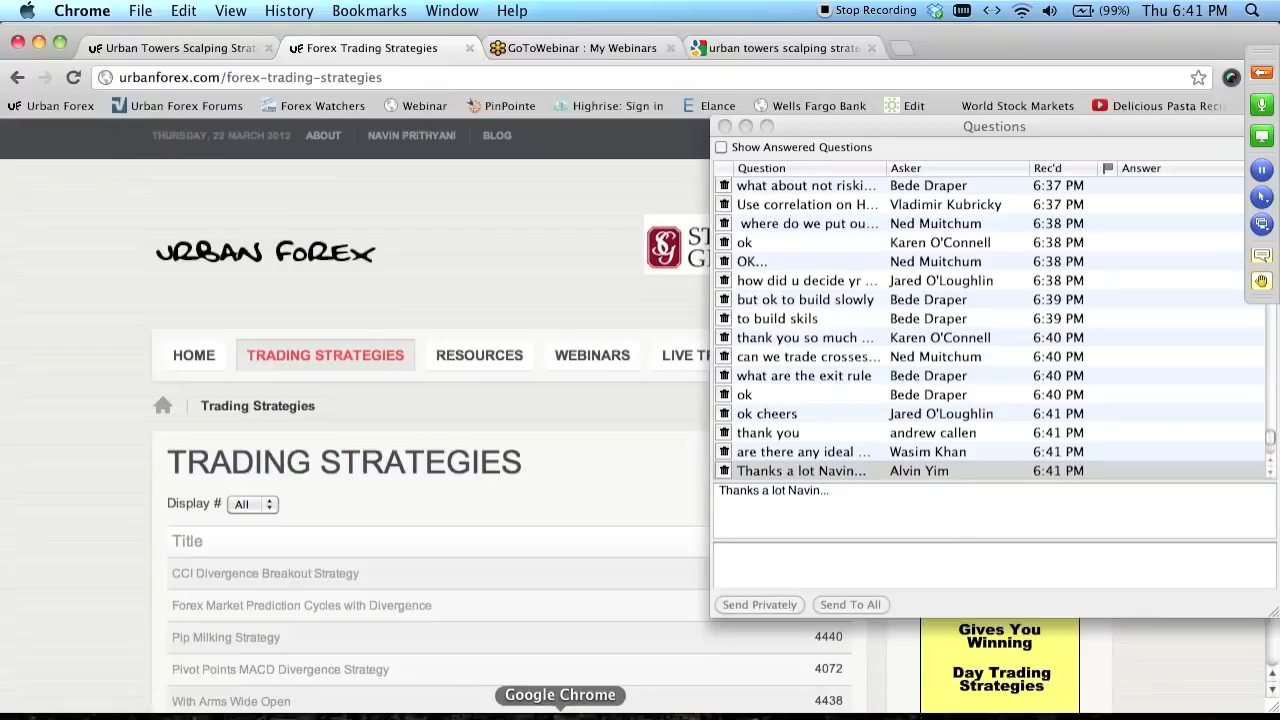 Chrome File Edit View History Bookmarks Window Help Stop Recording (99%) Thu 6:41 PM
UF Urban Towers Scalping Strat UF Forex Trading Strategies GoToWebinar : My Webinars urban towers scalping strate
urbanforex.com/forex-trading-strategies
UF Urban Forex Urban Forex Forums Forex Watchers Webinar PinPointe Highrise: Sign in Elance Wells Fargo Bank Edit World Stock Markets Delicious Pasta Reci
THURSDAY, 22 MARCH 2012 ABOUT NAVIN PRITHYANI BLOG
URBAN FOREX
ST
SG G
HOME TRADING STRATEGIES RESOURCES WEBINARS LIVE TR
Trading Strategies
TRADING STRATEGIES
Display # All
Title
CCI Divergence Breakout Strategy
Forex Market Prediction Cycles with Divergence
Pip Milking Strategy 4440
Pivot Points MACD Divergence Strategy 4072
With Arms Wide Open 4438
Google Chrome
Questions
Show Answered Questions
Question Asker Rec'd Answer
what about not riski... Bede Draper 6:37 PM
Use correlation on H... Vladimir Kubricky 6:37 PM
where do we put ou... Ned Muitchum 6:38 PM
ok Karen O'Connell 6:38 PM
OK... Ned Muitchum 6:38 PM
how did u decide yr ... Jared O'Loughlin 6:38 PM
but ok to build slowly Bede Draper 6:39 PM
to build skils Bede Draper 6:39 PM
thank you so much ... Karen O'Connell 6:40 PM
can we trade crosses... Ned Muitchum 6:40 PM
what are the exit rule Bede Draper 6:40 PM
ok Bede Draper 6:40 PM
ok cheers Jared O'Loughlin 6:41 PM
thank you andrew callen 6:41 PM
are there any ideal ... Wasim Khan 6:41 PM
Thanks a lot Navin... Alvin Yim 6:41 PM
Thanks a lot Navin...
Send Privately Send To All
Gives You
Winning
Day Trading
Strategies